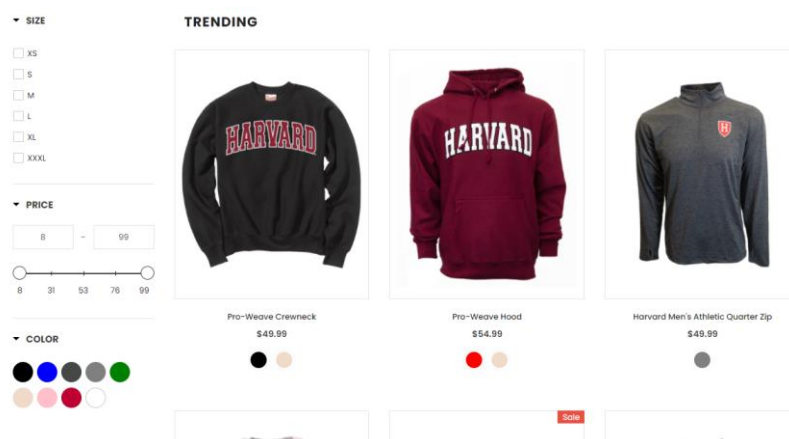 SIZE
XS
S
M
L
XL
XXXL
PRICE
8 - 99
8 31 53 76 99
COLOR
TRENDING
HARVARD
Pro-Weave Crewneck
$49.99
HARVARD
Pro-Weave Hood
$54.99
H
Harvard Men's Athletic Quarter Zip
$49.99
Sale